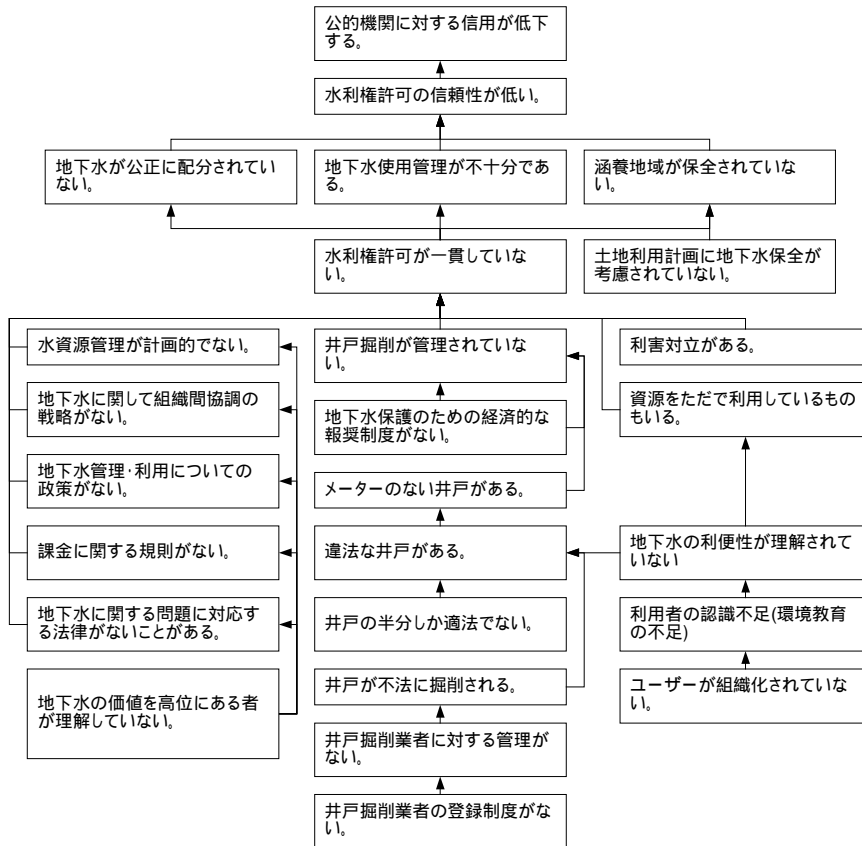 公的機関に対する信用が低下
する。
水利権許可の信頼性が低い。
地下水が公正に配分されてい
ない。
地下水使用管理が不十分であ
る。
涵養地域が保全されていな
い。
水利権許可が一貫していな
い。
土地利用計画に地下水保全が
考慮されていない。
水資源管理が計画的でない。
地下水に関して組織間協調の
戦略がない。
地下水管理・利用についての
政策がない。
課金に関する規則がない。
地下水に関する問題に対応す
る法律がないことがある。
地下水の価値を高位にある者
が理解していない。
井戸掘削が管理されていな
い。
地下水保護のための経済的な
報奨制度がない。
メーターのない井戸がある。
違法な井戸がある。
井戸の半分しか適法でない。
井戸が不法に掘削される。
井戸掘削業者に対する管理が
ない。
井戸掘削業者の登録制度がな
い。
利害対立がある。
資源をただで利用しているもの
もいる。
地下水の利便性が理解されて
いない
利用者の認識不足(環境教育
の不足)
ユーザーが組織化されていな
い。